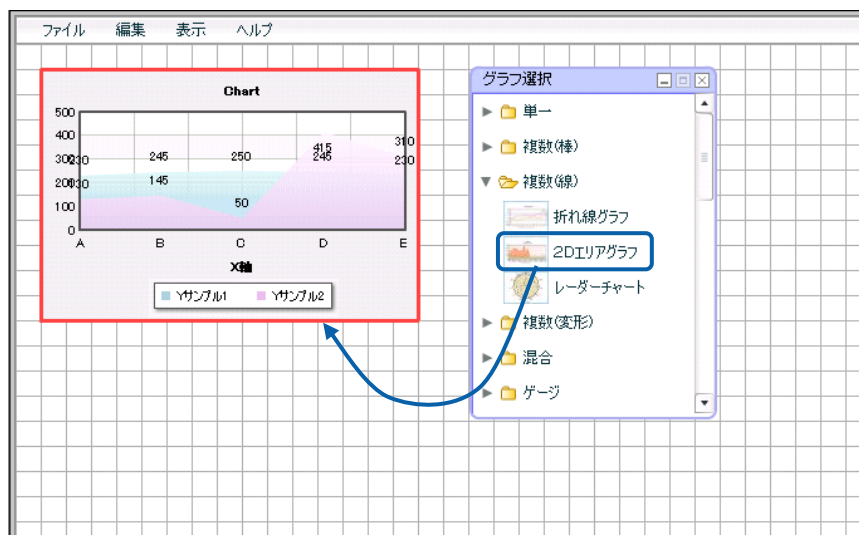 ファイル 編集 表示 ヘルプ
Chart
500
400
300
200
100
0
230
130
245
145
250
50
415
245
310
230
A B C D E
X軸
Yサンプル1 Yサンプル2
グラフ選択
単一
複数(棒)
複数(線)
折れ線グラフ
2Dエリアグラフ
レーダーチャート
複数(変形)
混合
ゲージ